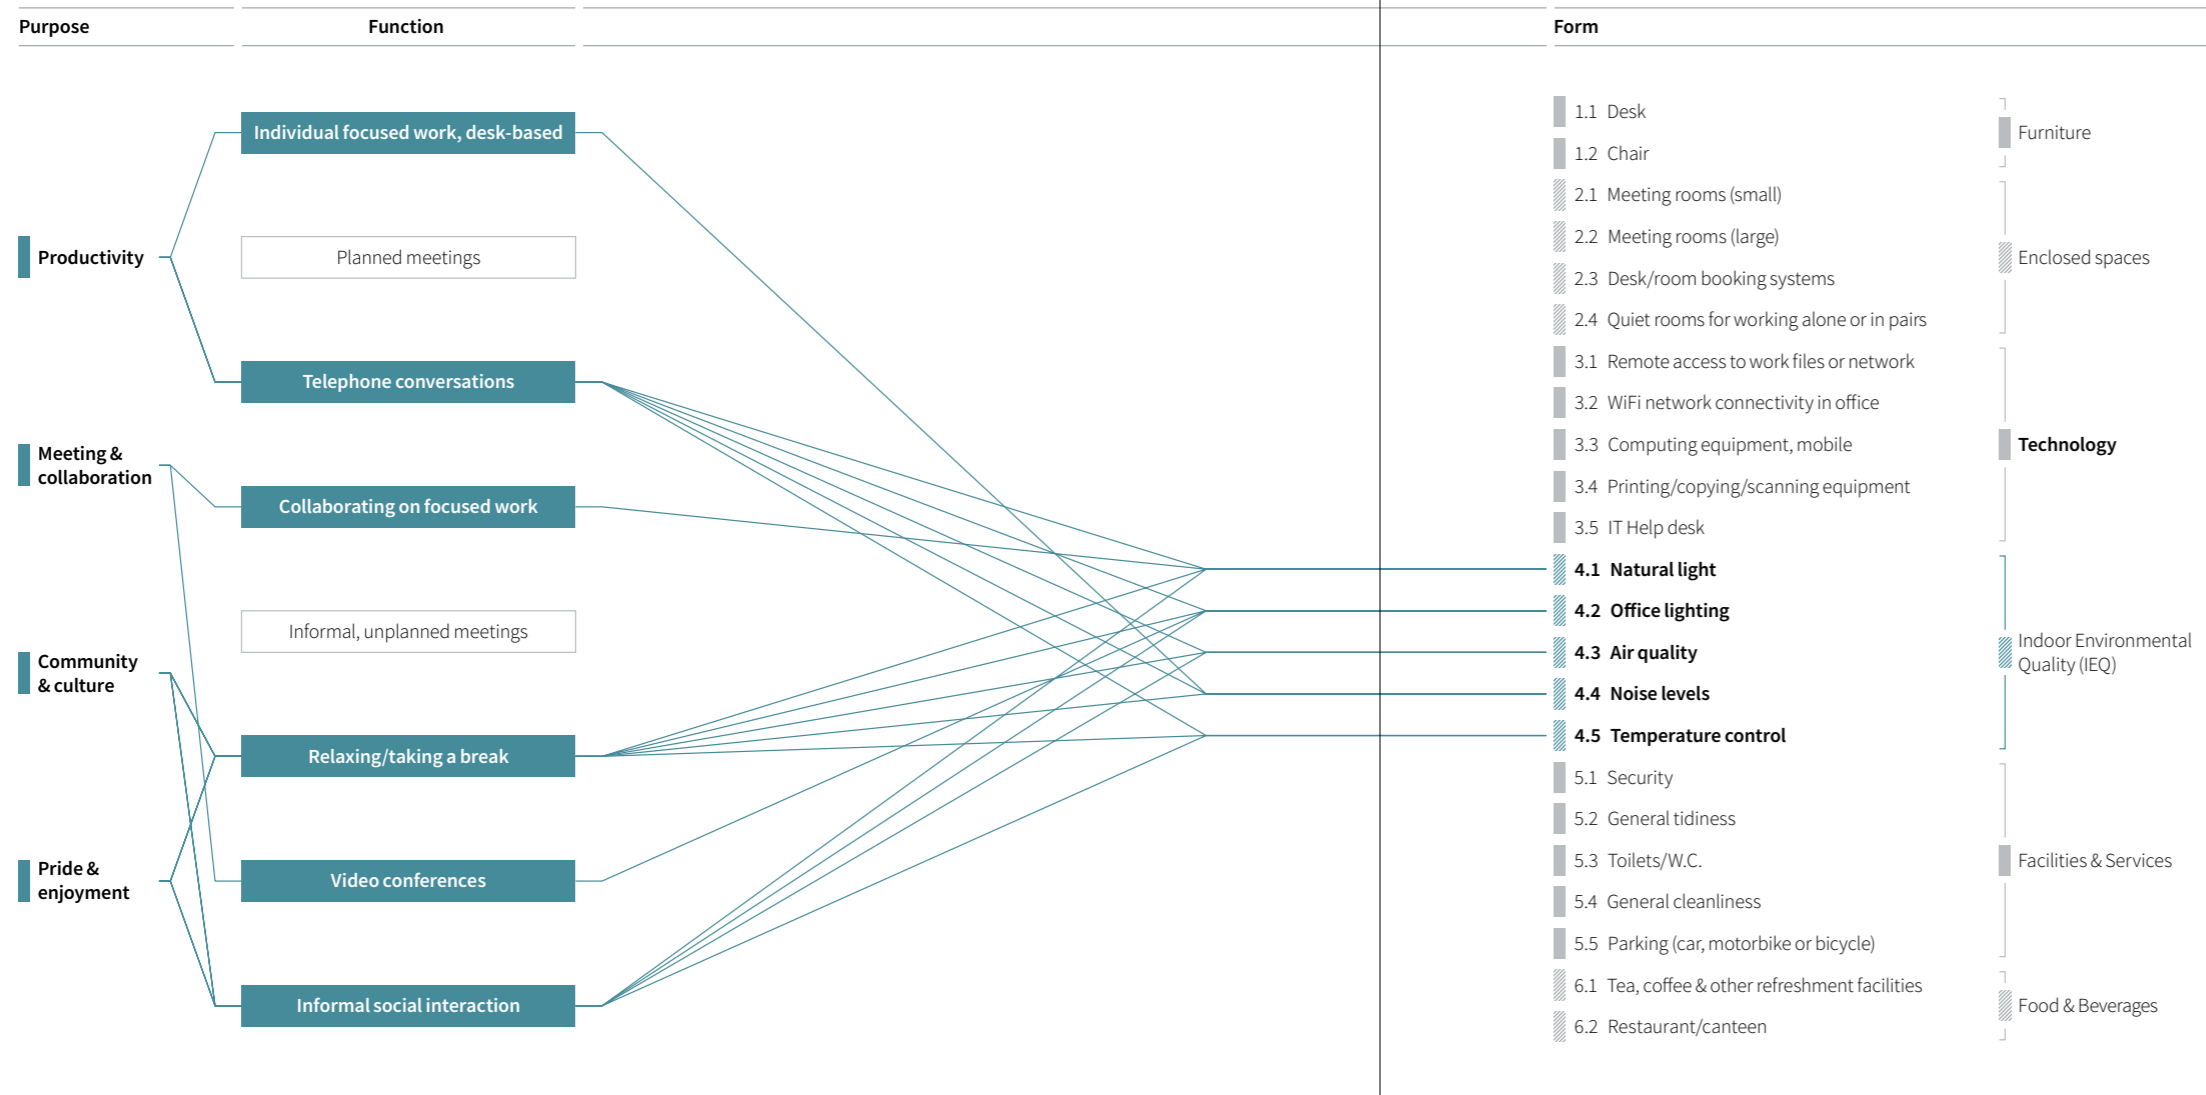 Purpose
Function
Form
Productivity
Meeting &
collaboration
Community
& culture
Pride &
enjoyment
Individual focused work, desk-based
Planned meetings
Telephone conversations
Collaborating on focused work
Informal, unplanned meetings
Relaxing/taking a break
Video conferences
Informal social interaction
1.1 Desk
1.2 Chair
2.1 Meeting rooms (small)
2.2 Meeting rooms (large)
2.3 Desk/room booking systems
2.4 Quiet rooms for working alone or in pairs
3.1 Remote access to work files or network
3.2 WiFi network connectivity in office
3.3 Computing equipment, mobile
3.4 Printing/copying/scanning equipment
3.5 IT Help desk
4.1 Natural light
4.2 Office lighting
4.3 Air quality
4.4 Noise levels
4.5 Temperature control
5.1 Security
5.2 General tidiness
5.3 Toilets/W.C.
5.4 General cleanliness
5.5 Parking (car, motorbike or bicycle)
6.1 Tea, coffee & other refreshment facilities
6.2 Restaurant/canteen
Furniture
Enclosed spaces
Technology
Indoor Environmental
Quality (IEQ)
Facilities & Services
Food & Beverages